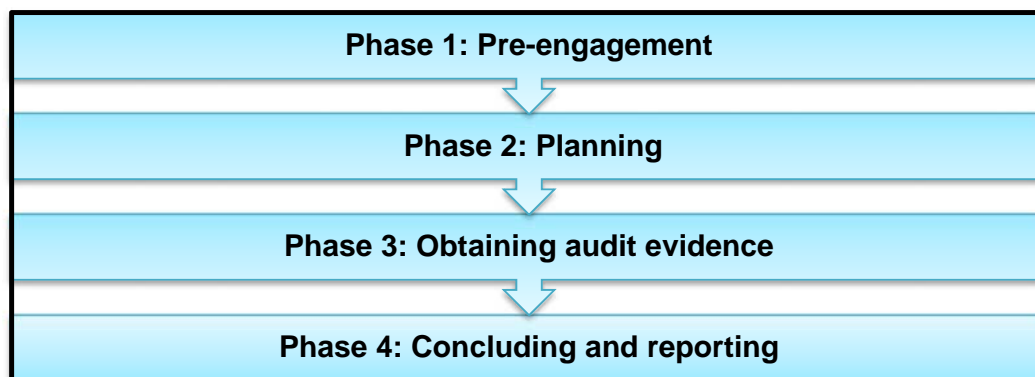 Phase 1: Pre-engagement
Phase 2: Planning
Phase 3: Obtaining audit evidence
Phase 4: Concluding and reporting